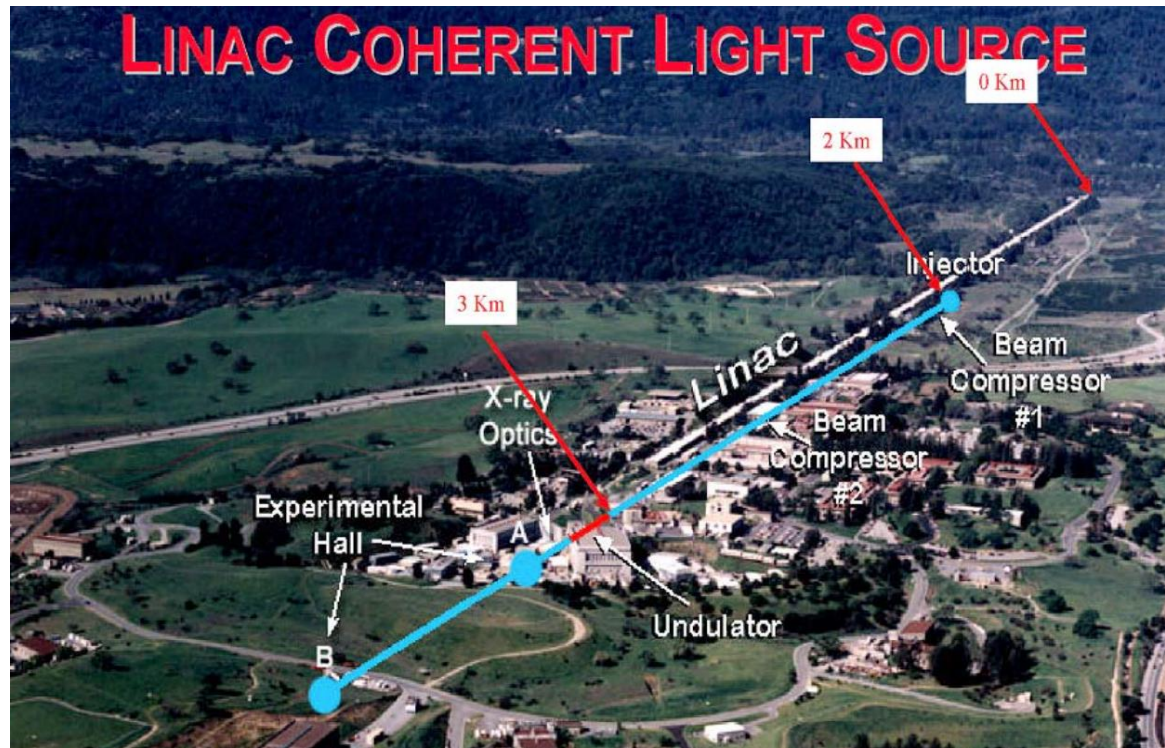 LINAC COHERENT LIGHT SOURCE
0 Km
2 Km
Injector
3 Km
Linac
Beam
Compressor
#1
X-ray
Optics
Beam
Compressor
#2
Experimental
Hall
A
Undulator
B